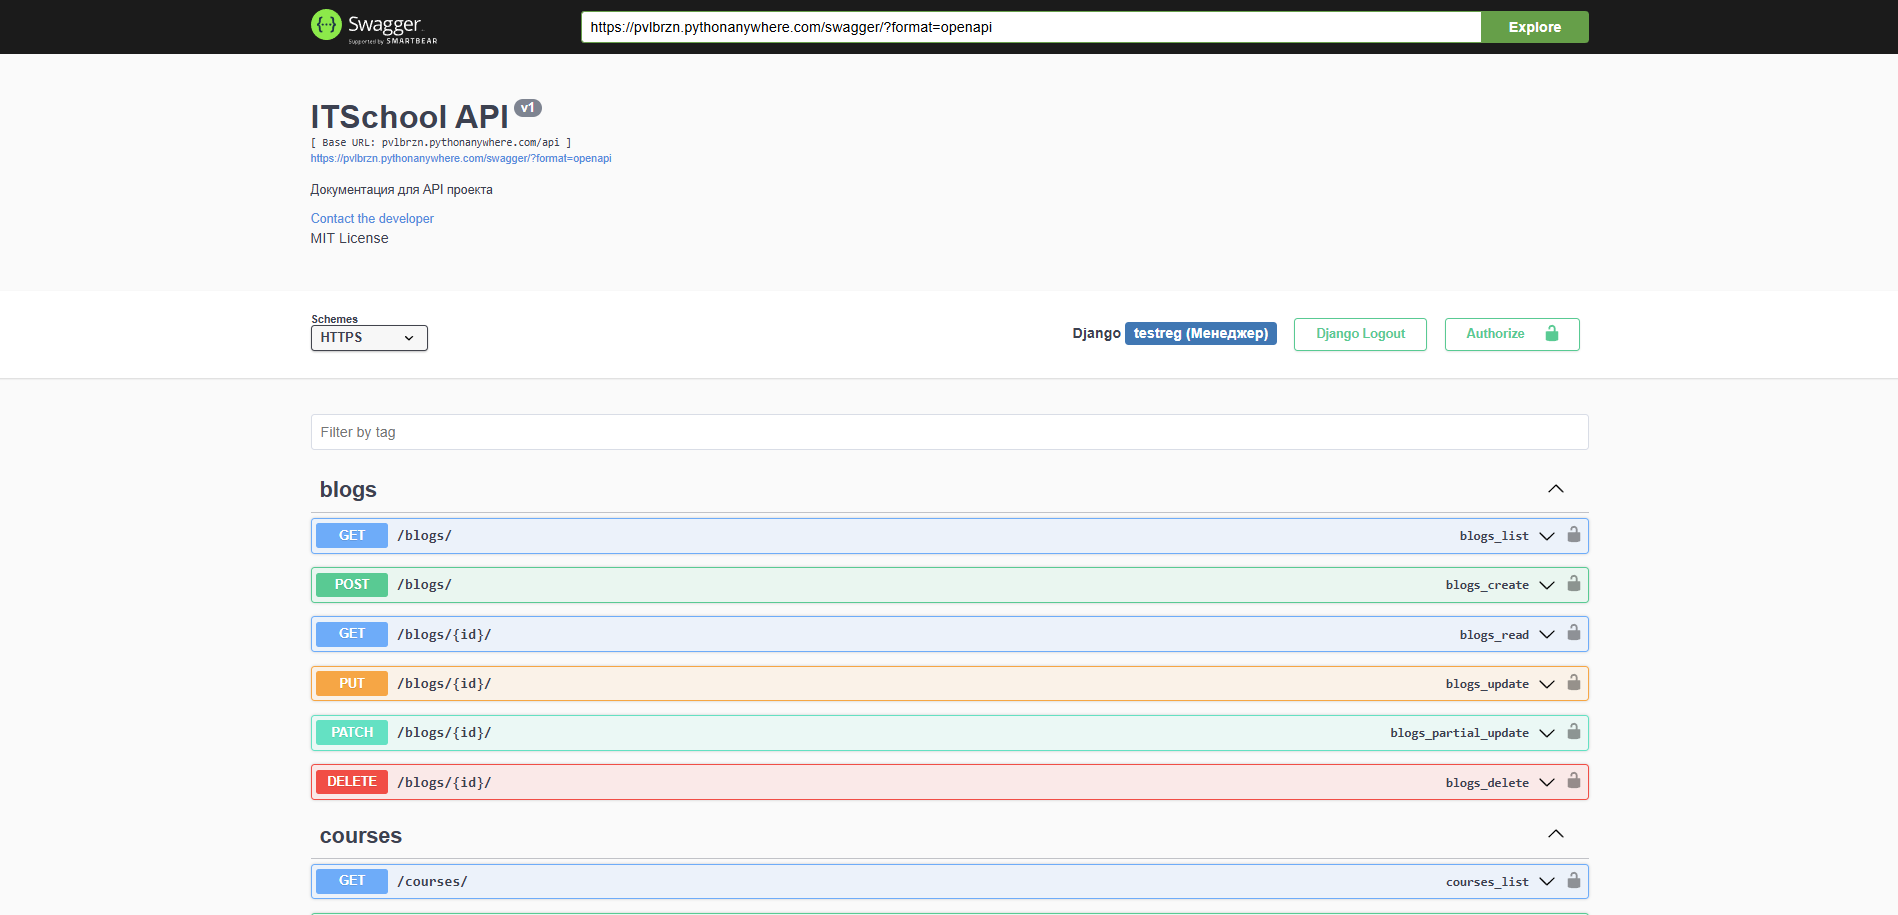 Swagger.
Supported by SMARTBEAR
https://pvlbrzn.pythonanywhere.com/swagger/?format=openapi
Explore
ITSchool API v1
[ Base URL: pvlbrzn.pythonanywhere.com/api ]
https://pvlbrzn.pythonanywhere.com/swagger/?format=openapi
Документация для API проекта
Contact the developer
MIT License
Schemes
HTTPS
Django testreg (Менеджер)
Django Logout
Authorize
Filter by tag
blogs
GET /blogs/ blogs_list
POST /blogs/ blogs_create
GET /blogs/{id}/ blogs_read
PUT /blogs/{id}/ blogs_update
PATCH /blogs/{id}/ blogs_partial_update
DELETE /blogs/{id}/ blogs_delete
courses
GET /courses/ courses_list